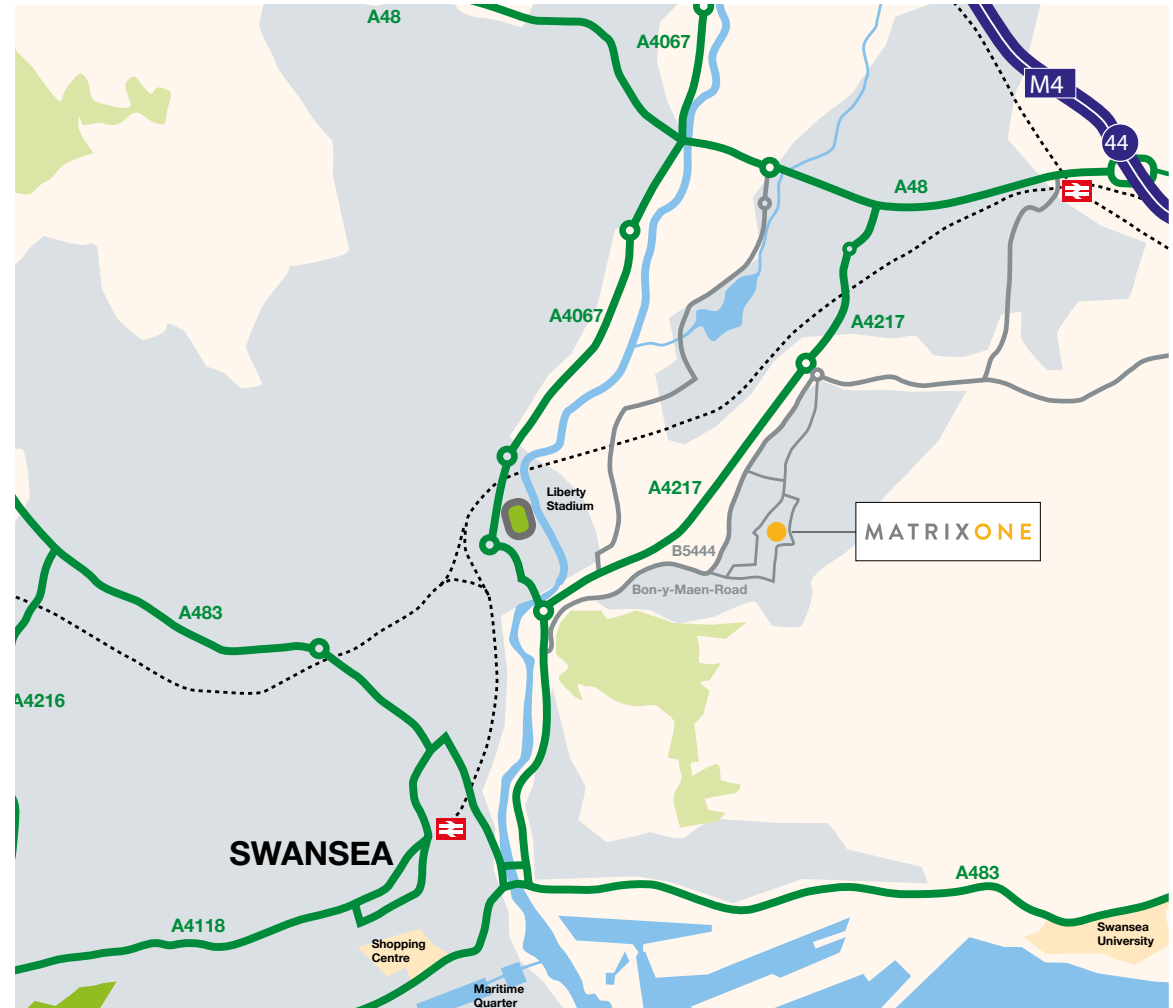 A48
A4067
M4
44
A48
A4067
A4217
A4217
Liberty
Stadium
MATRIXONE
B5444
Bon-y-Maen-Road
A483
A4216
SWANSEA
A483
A4118
Shopping
Centre
Swansea
University
Maritime
Quarter